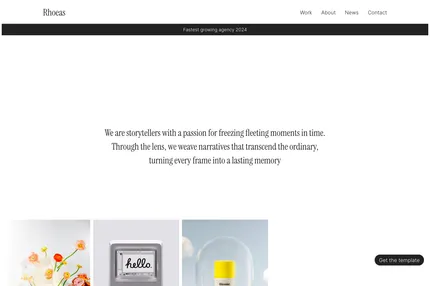 Rhoeas
Work About News Contact
Fastest growing agency 2024
We are storytellers with a passion for freezing fleeting moments in time.
Through the lens, we weave narratives that transcend the ordinary,
turning every frame into a lasting memory
hello.
Get the template